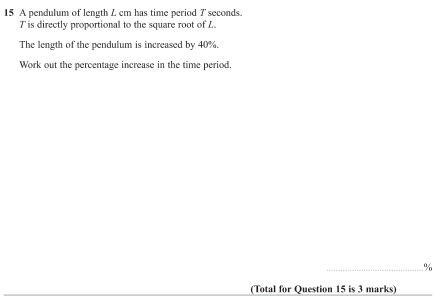 15 A pendulum of length L cm has time period T seconds.
T is directly proportional to the square root of L.
The length of the pendulum is increased by 40%.
Work out the percentage increase in the time period.
..............................................%
(Total for Question 15 is 3 marks)